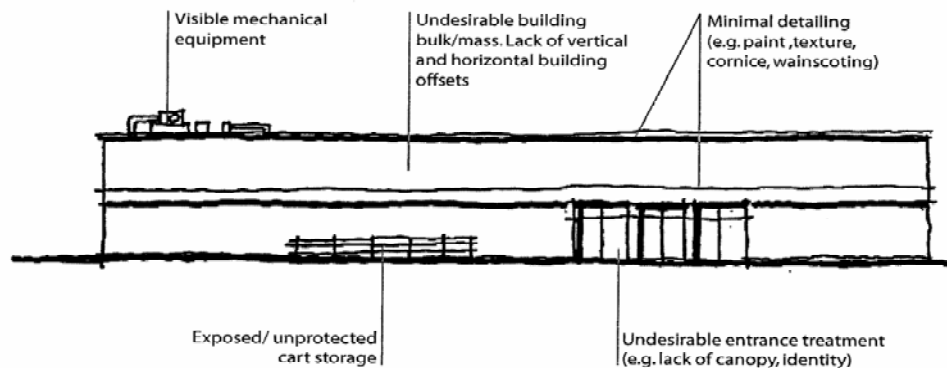 Visible mechanical
equipment
Undesirable building
bulk/mass. Lack of vertical
and horizontal building
offsets
Minimal detailing
(e.g. paint ,texture,
cornice, wainscoting)
Exposed/ unprotected
cart storage
Undesirable entrance treatment
(e.g. lack of canopy, identity)